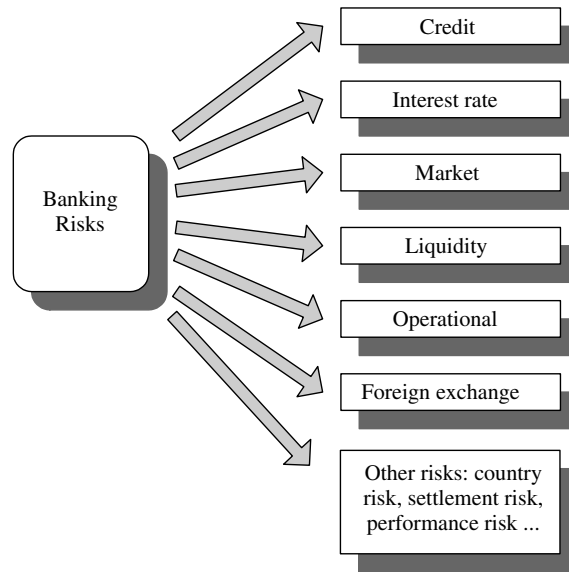 Banking
Risks
Credit
Interest rate
Market
Liquidity
Operational
Foreign exchange
Other risks: country
risk, settlement risk,
performance risk ...